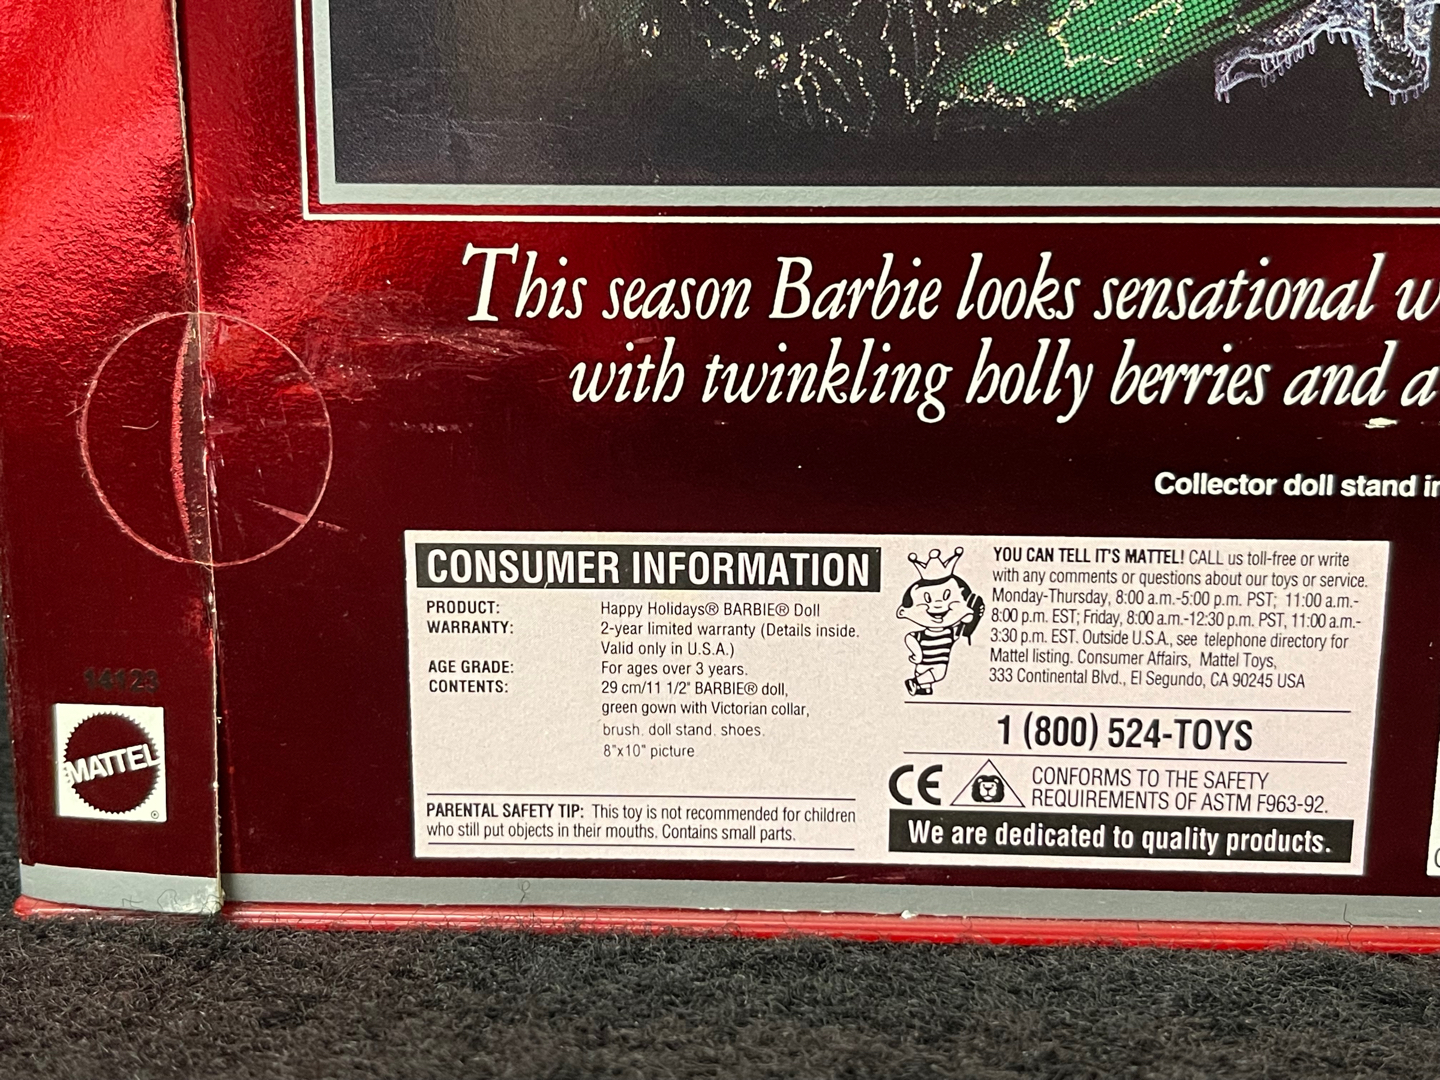 This season Barbie looks sensational
with twinkling holly berries and a
Collector doll stand
CONSUMER INFORMATION
PRODUCT: Happy Holidays® BARBIE® Doll
WARRANTY: 2-year limited warranty (Details inside.
Valid only in U.S.A.)
AGE GRADE: For ages over 3 years.
CONTENTS: 29 cm/11 1/2" BARBIE® doll,
green gown with Victorian collar,
brush, doll stand, shoes.
8"x10" picture
PARENTAL SAFETY TIP: This toy is not recommended for children
who still put objects in their mouths. Contains small parts.
YOU CAN TELL IT'S MATTEL! CALL us toll-free or write
with any comments or questions about our toys or service.
Monday-Thursday, 8:00 a.m.-5:00 p.m. PST; 11:00 a.m.-
8:00 p.m. EST; Friday, 8:00 a.m.-12:30 p.m. PST, 11:00 a.m.-
3:30 p.m. EST. Outside U.S.A., see telephone directory for
Mattel listing. Consumer Affairs, Mattel Toys,
333 Continental Blvd., El Segundo, CA 90245 USA
1 (800) 524-TOYS
CE
CONFORMS TO THE SAFETY
REQUIREMENTS OF ASTM F963-92.
We are dedicated to quality products.
14123
MATTEL
®